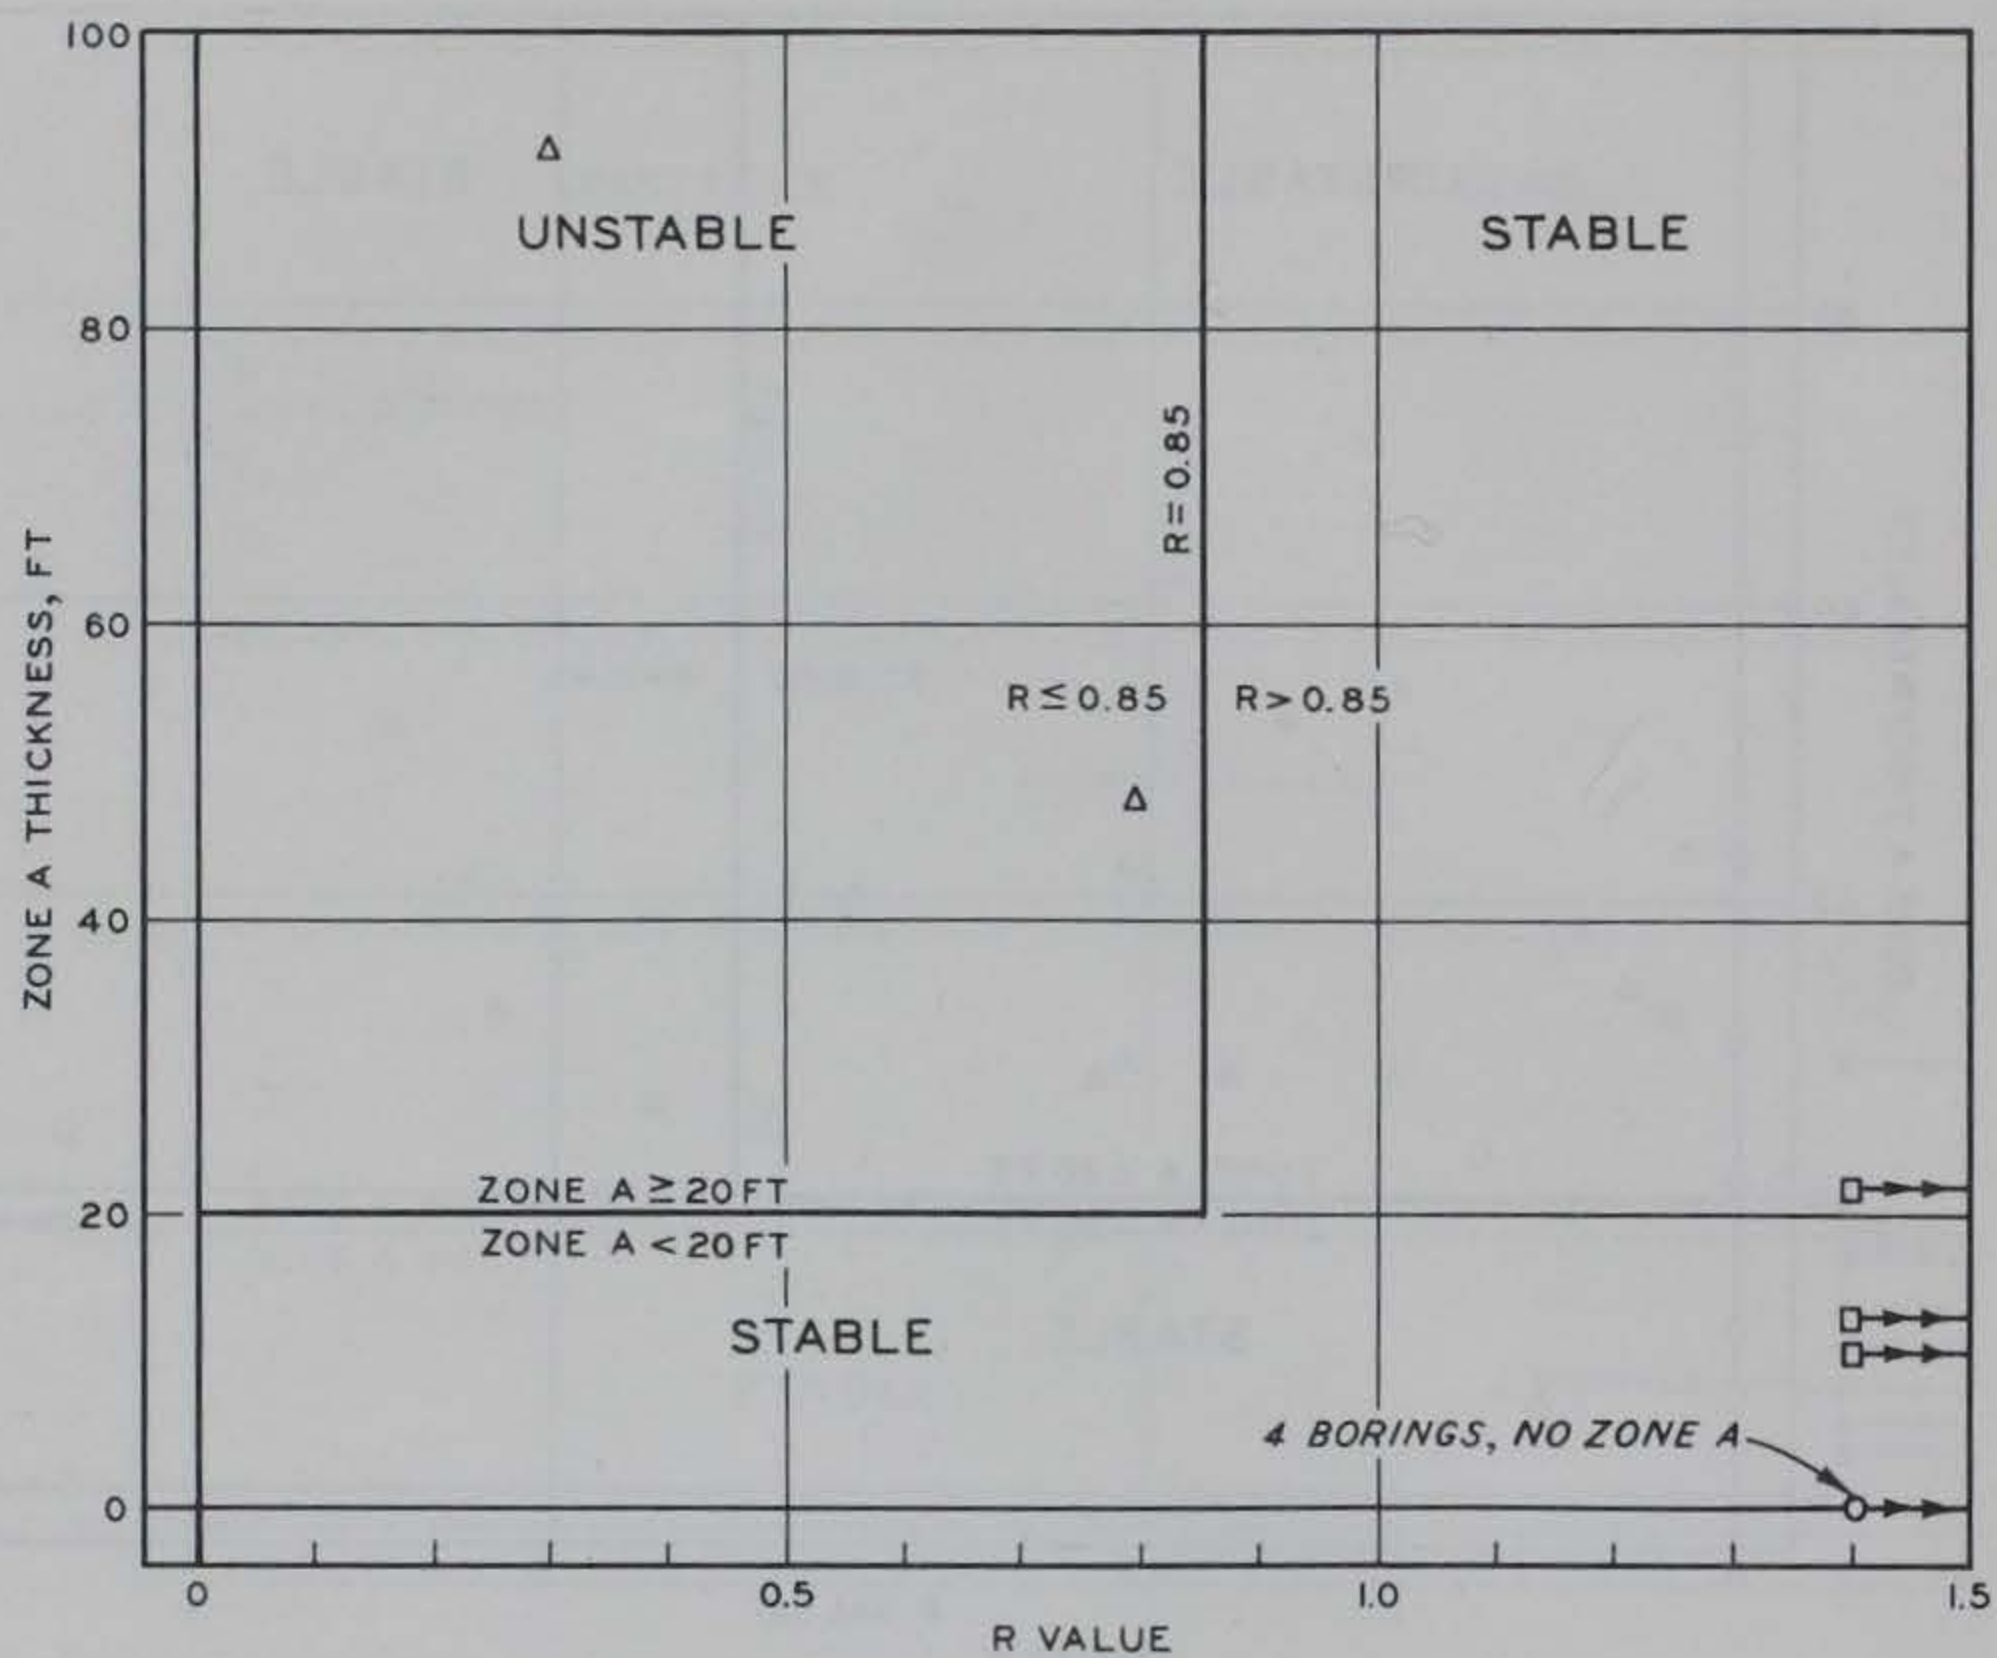 100
UNSTABLE
STABLE
80
R = 0.85
60
R ≤ 0.85
R > 0.85
ZONE A THICKNESS, FT
40
ZONE A ≥ 20 FT
20
ZONE A < 20 FT
STABLE
4 BORINGS, NO ZONE A
0
0 0.5 1.0 1.5
R VALUE